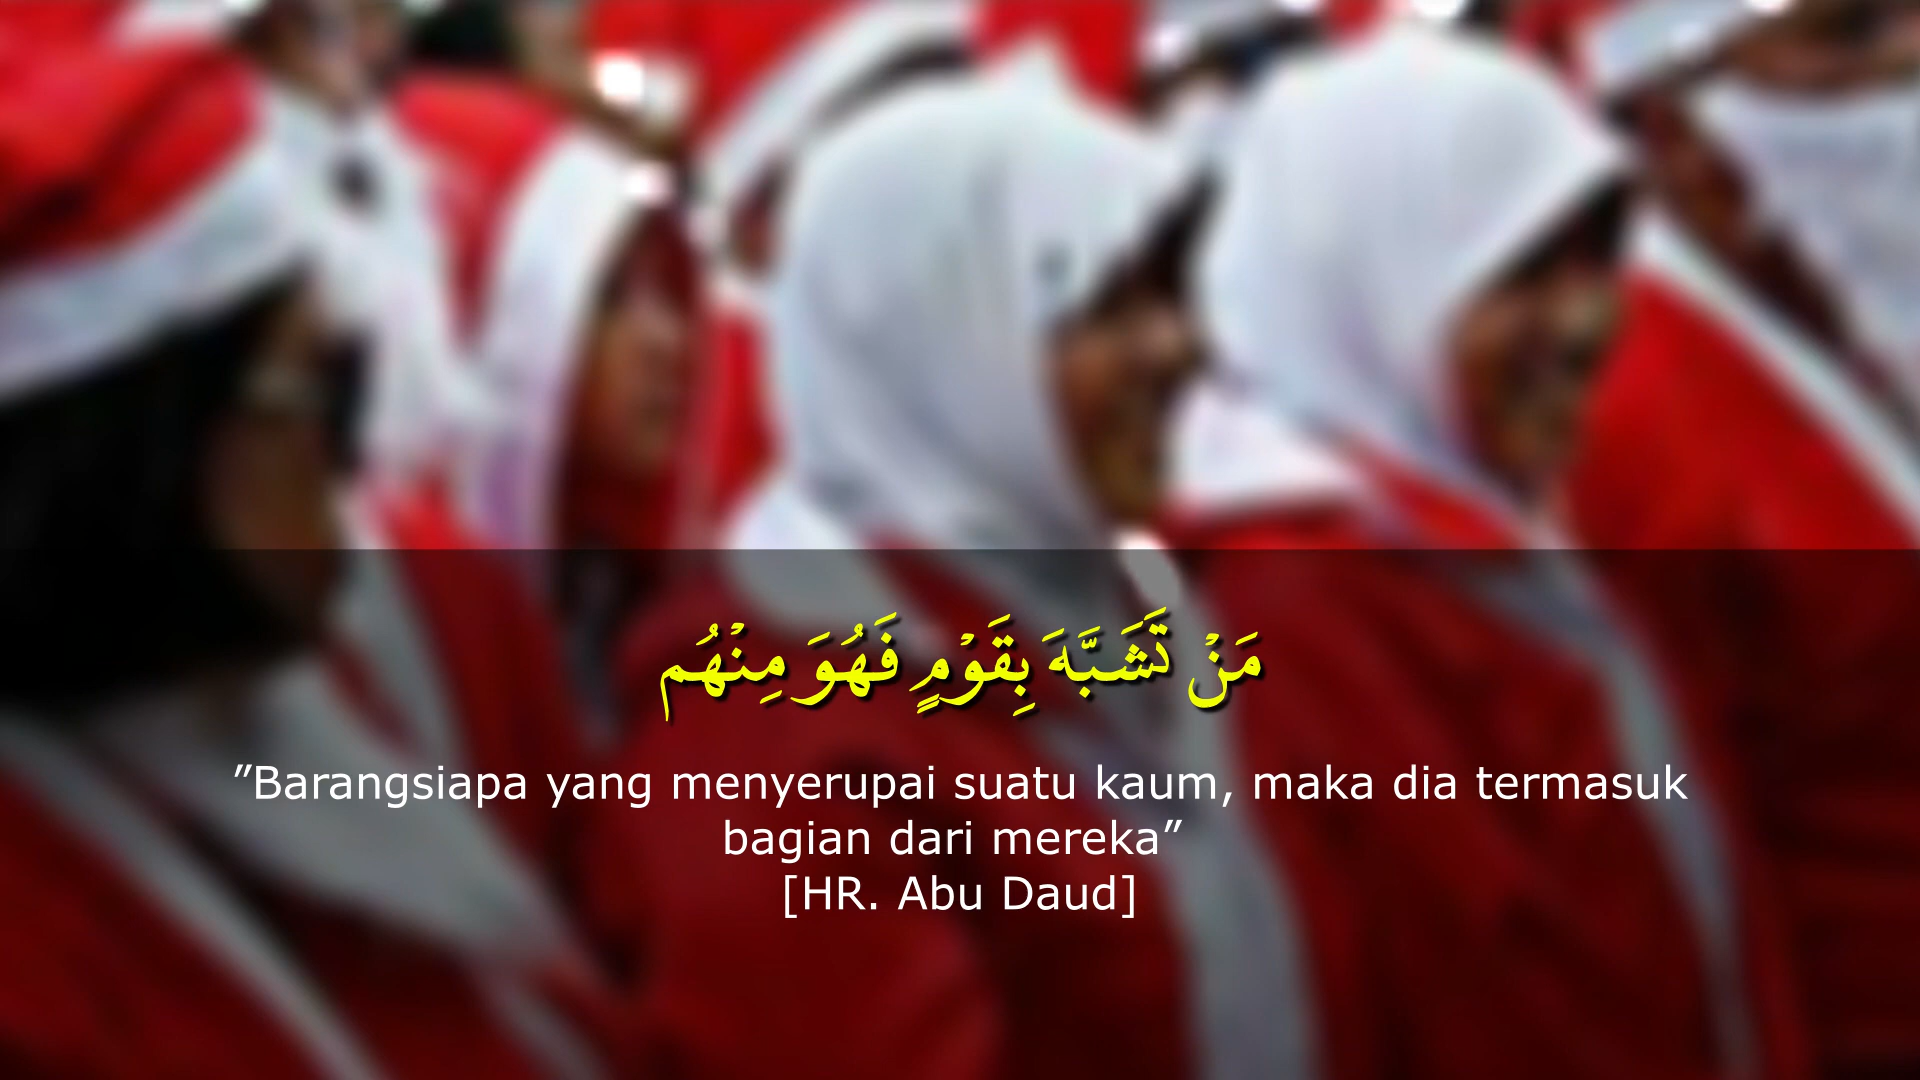 مَنْ تَشَبَّهَ بِقَوْمٍ فَهُوَ مِنْهُم
”Barangsiapa yang menyerupai suatu kaum, maka dia termasuk
bagian dari mereka”
[HR. Abu Daud]